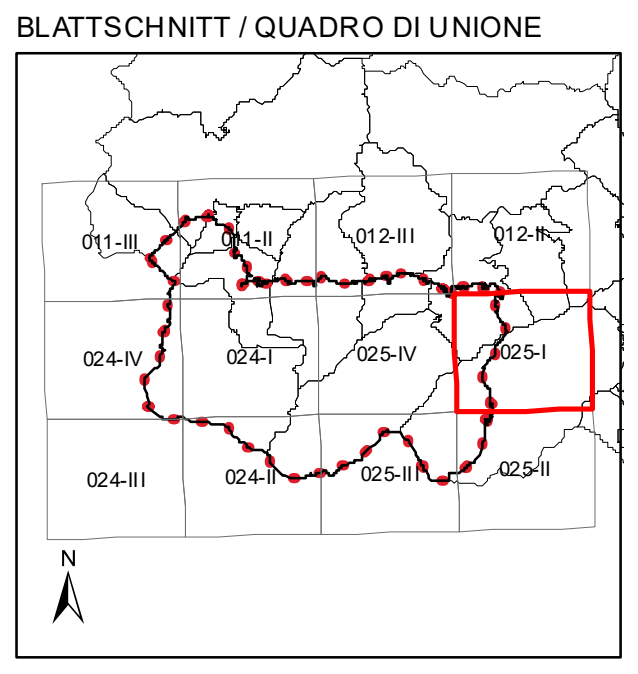 BLATTSCHNITT / QUADRO DI UNIONE
011-III
011-II
012-III
012-II
024-IV
024-I
025-IV
025-I
024-III
024-II
025-III
025-II
N